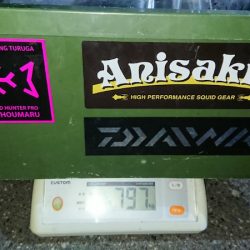 NG TURUGA
D HUNTER PRO
HOUMARU
Anisaki
HIGH PERFORMANCE SQUID GEAR
DAIWA
CUSTOM
797